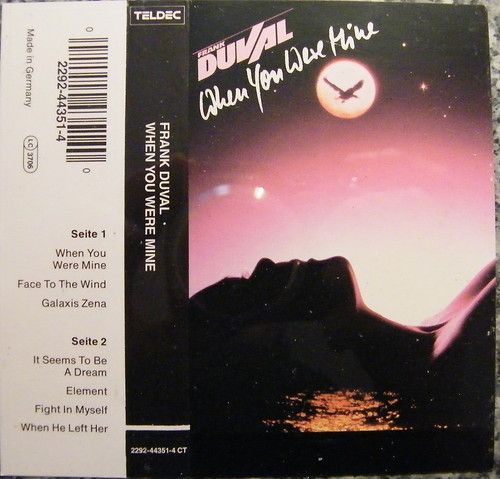 Made in Germany
LC 3706
0
2292-44351-4
0
Seite 1
When You
Were Mine
Face To The Wind
Galaxis Zena
Seite 2
It Seems To Be
A Dream
Element
Fight In Myself
When He Left Her
TELDEC
FRANK DUVAL ·
WHEN YOU WERE MINE
2292-44351-4 CT
FRANK
DUVAL
When You Were Mine